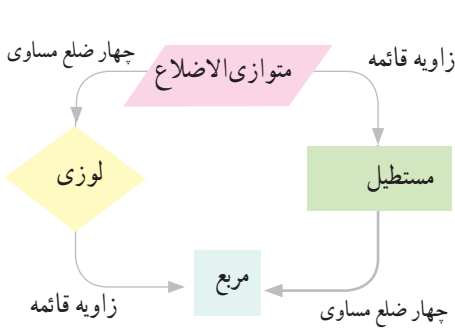 زاویه قائمه
متوازی‌الاضلاع
چهار ضلع مساوی
مستطیل
لوزی
مربع
چهار ضلع مساوی
زاویه قائمه